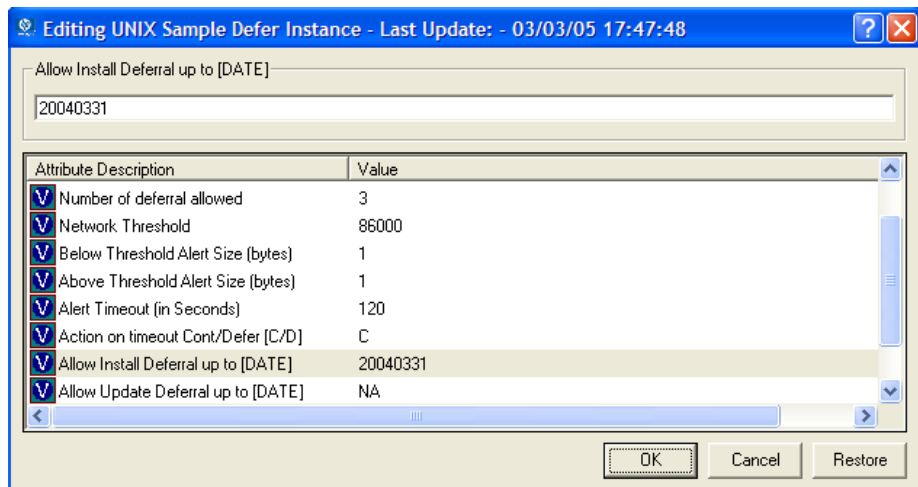 Editing UNIX Sample Defer Instance - Last Update: - 03/03/05 17:47:48
Allow Install Deferral up to [DATE]
20040331
Attribute Description Value
Number of deferral allowed 3
Network Threshold 86000
Below Threshold Alert Size (bytes) 1
Above Threshold Alert Size (bytes) 1
Alert Timeout (in Seconds) 120
Action on timeout Cont/Defer [C/D] C
Allow Install Deferral up to [DATE] 20040331
Allow Update Deferral up to [DATE] NA
OK Cancel Restore